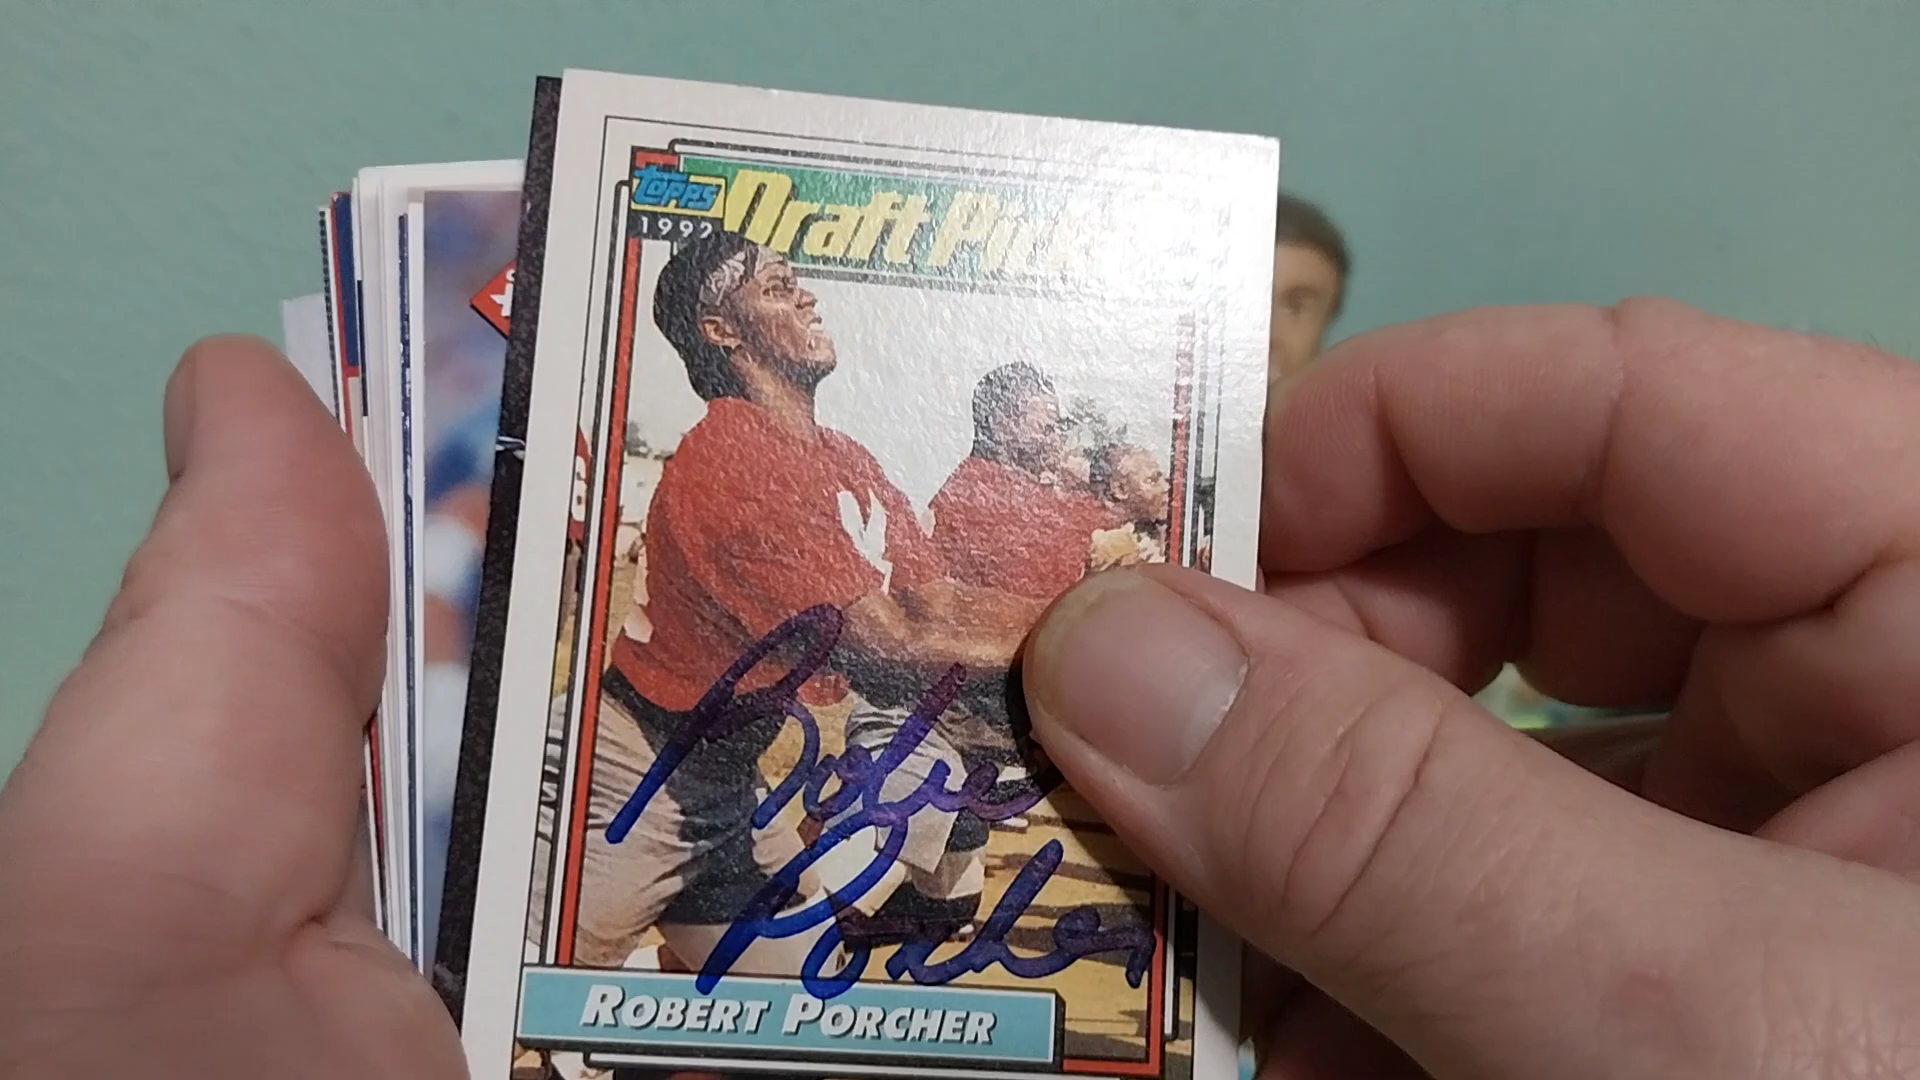 Topps
1992
Draft Pick
Robert
Porcher
ROBERT PORCHER